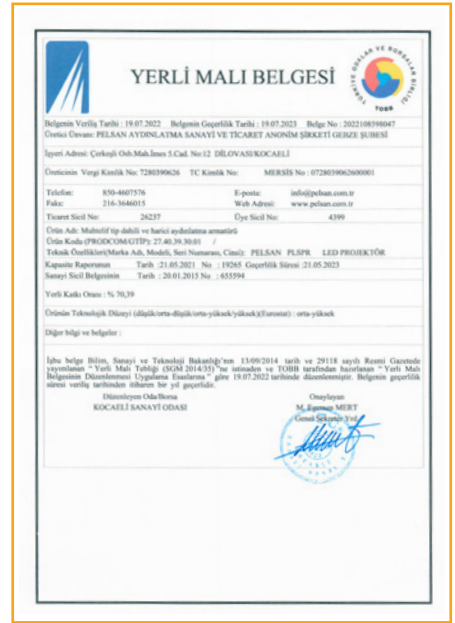 YERLİ MALI BELGESİ
TÜRKİYE ODALAR VE BORSALAR BİRLİĞİ
TOBB
Belgenin Veriliş Tarihi : 19.07.2022 Belgenin Geçerlilik Tarihi : 19.07.2023 Belge No : 2022108598047
Üretici Ünvanı: PELSAN AYDINLATMA SANAYİ VE TİCARET ANONİM ŞİRKETİ GEBZE ŞUBESİ
İşyeri Adresi: Çerkeşli Osb.Mah.İmes 5.Cad. No:12 DİLOVASI/KOCAELİ
Üreticinin Vergi Kimlik No: 7280390626 TC Kimlik No: MERSİS No : 0728039062600001
Telefon: 850-4607576 E-posta: info@pelsan.com.tr
Faks: 216-3646015 Web Adresi: www.pelsan.com.tr
Ticaret Sicil No: 26237 Üye Sicil No: 4399
Ürün Adı: Muhtelif tip dahili ve harici aydınlatma armatürü
Ürün Kodu (PRODCOM/GTİP): 27.40.39.30.01 /
Teknik Özellikleri(Marka Adı, Modeli, Seri Numarası, Cinsi): PELSAN PLSPR LED PROJEKTÖR
Kapasite Raporunun Tarih :21.05.2021 No : 19265 Geçerlilik Süresi :21.05.2023
Sanayi Sicil Belgesinin Tarih : 20.01.2015 No : 655594
Yerli Katkı Oranı : % 70,39
Ürünün Teknolojik Düzeyi (düşük/orta-düşük/orta-yüksek/yüksek)(Eurostat) : orta-yüksek
Diğer bilgi ve belgeler :
İşbu belge Bilim, Sanayi ve Teknoloji Bakanlığı'nın 13/09/2014 tarih ve 29118 sayılı Resmi Gazetede
yayımlanan " Yerli Malı Tebliği (SGM 2014/35) "ne istinaden ve TOBB tarafından hazırlanan " Yerli Malı
Belgesinin Düzenlenmesi Uygulama Esaslarına " göre 19.07.2022 tarihinde düzenlenmiştir. Belgenin geçerlilik
süresi veriliş tarihinden itibaren bir yıl geçerlidir.
Düzenleyen Oda/Borsa Onaylayan
KOCAELİ SANAYİ ODASI M. MERT
Genel Sekreter Yrd.